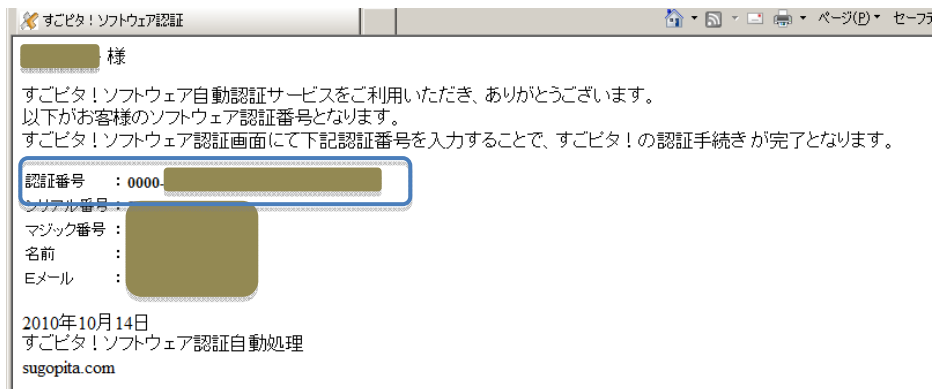 すごピタ！ソフトウェア認証
ページ(P)
様
すごピタ！ソフトウェア自動認証サービスをご利用いただき、ありがとうございます。
以下がお客様のソフトウェア認証番号となります。
すごピタ！ソフトウェア認証画面にて下記認証番号を入力することで、すごピタ！の認証手続きが完了となります。
認証番号 ：0000-
シリアル番号：
マジック番号：
名前 ：
Eメール ：
2010年10月14日
すごピタ！ソフトウェア認証自動処理
sugopita.com